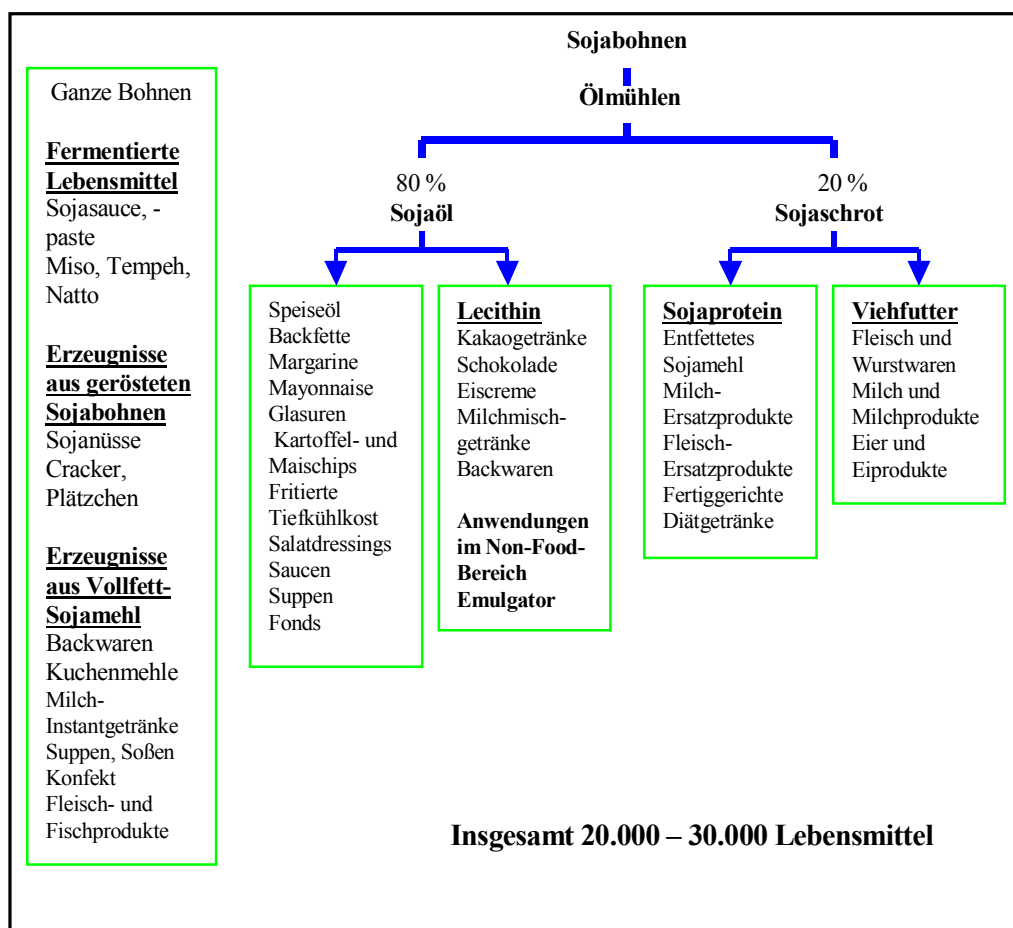 Sojabohnen
Ölmühlen
Ganze Bohnen
Fermentierte
Lebensmittel
Sojasauce, -
paste
Miso, Tempeh,
Natto
Erzeugnisse
aus gerösteten
Sojabohnen
Sojanüsse
Cracker,
Plätzchen
Erzeugnisse
aus Vollfett-
Sojamehl
Backwaren
Kuchenmehle
Milch-
Instantgetränke
Suppen, Soßen
Konfekt
Fleisch- und
Fischprodukte
80 %
Sojaöl
20 %
Sojaschrot
Speiseöl
Backfette
Margarine
Mayonnaise
Glasuren
Kartoffel- und
Maischips
Fritierte
Tiefkühlkost
Salatdressings
Saucen
Suppen
Fonds
Lecithin
Kakaogetränke
Schokolade
Eiscreme
Milchmisch-
getränke
Backwaren
Anwendungen
im Non-Food-
Bereich
Emulgator
Sojaprotein
Entfettetes
Sojamehl
Milch-
Ersatzprodukte
Fleisch-
Ersatzprodukte
Fertiggerichte
Diätgetränke
Viehfutter
Fleisch und
Wurstwaren
Milch und
Milchprodukte
Eier und
Eiprodukte
Insgesamt 20.000 – 30.000 Lebensmittel